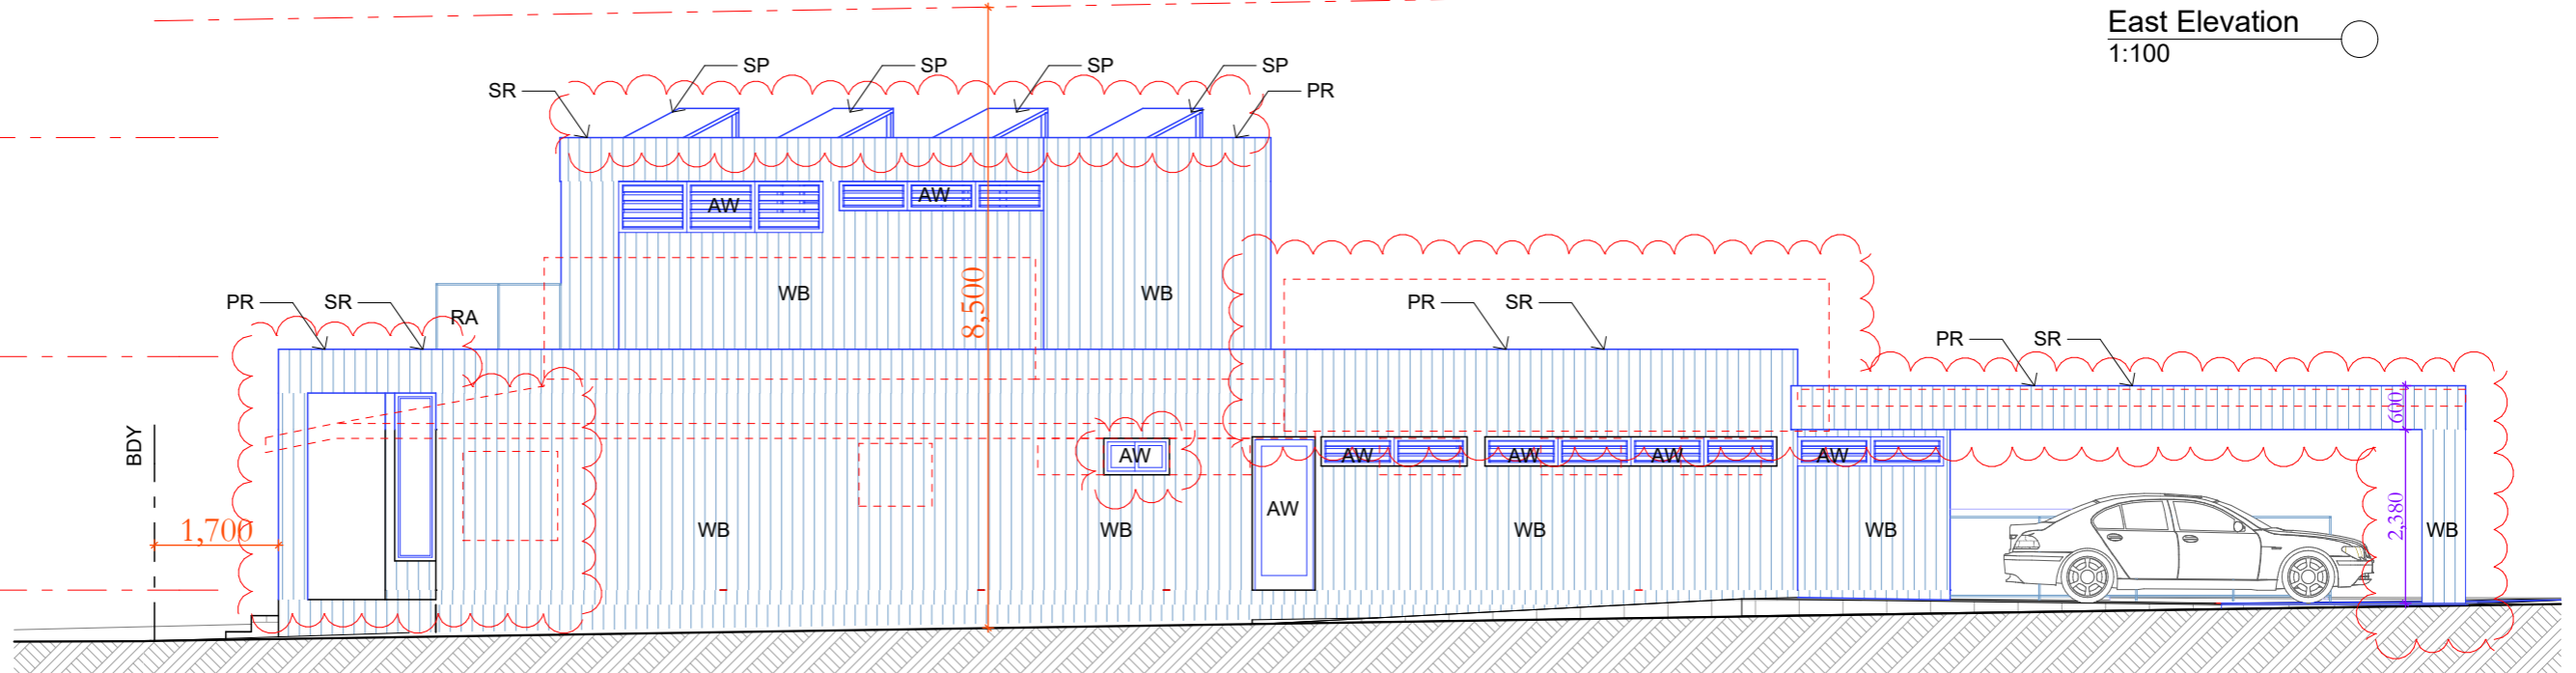 East Elevation
1:100
SP
SP
SP
SP
SR
PR
AW
AW
WB
WB
8,500
PR
SR
RA
PR
SR
PR
SR
600
BDY
AW
AW
AW
AW
AW
1,700
AW
2,380
WB
WB
WB
WB
WB